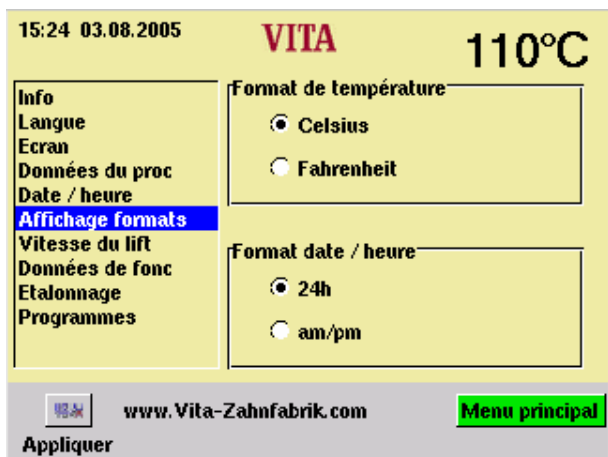 15:24 03.08.2005
VITA
110°C
Info
Langue
Ecran
Données du proc
Date / heure
Affichage formats
Vitesse du lift
Données de fonc
Etalonnage
Programmes
Format de température
Celsius
Fahrenheit
Format date / heure
24h
am/pm
www.Vita-Zahnfabrik.com
Menu principal
Appliquer